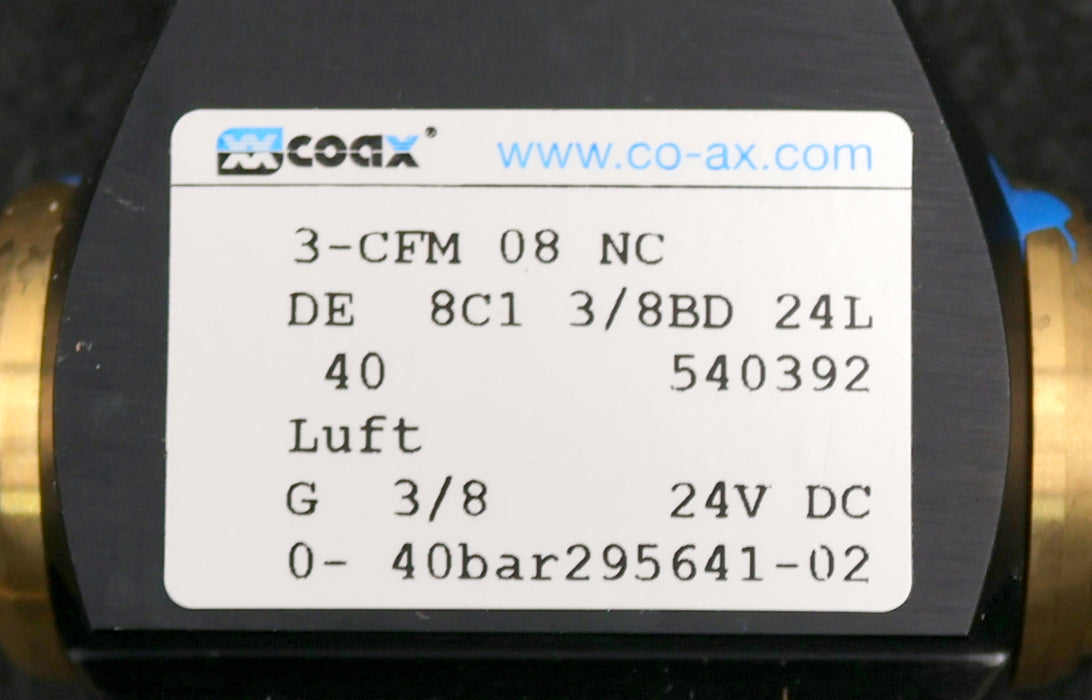 coax® www.co-ax.com
3-CFM 08 NC
DE 8C1 3/8BD 24L
40 540392
Luft
G 3/8 24V DC
0- 40bar295641-02